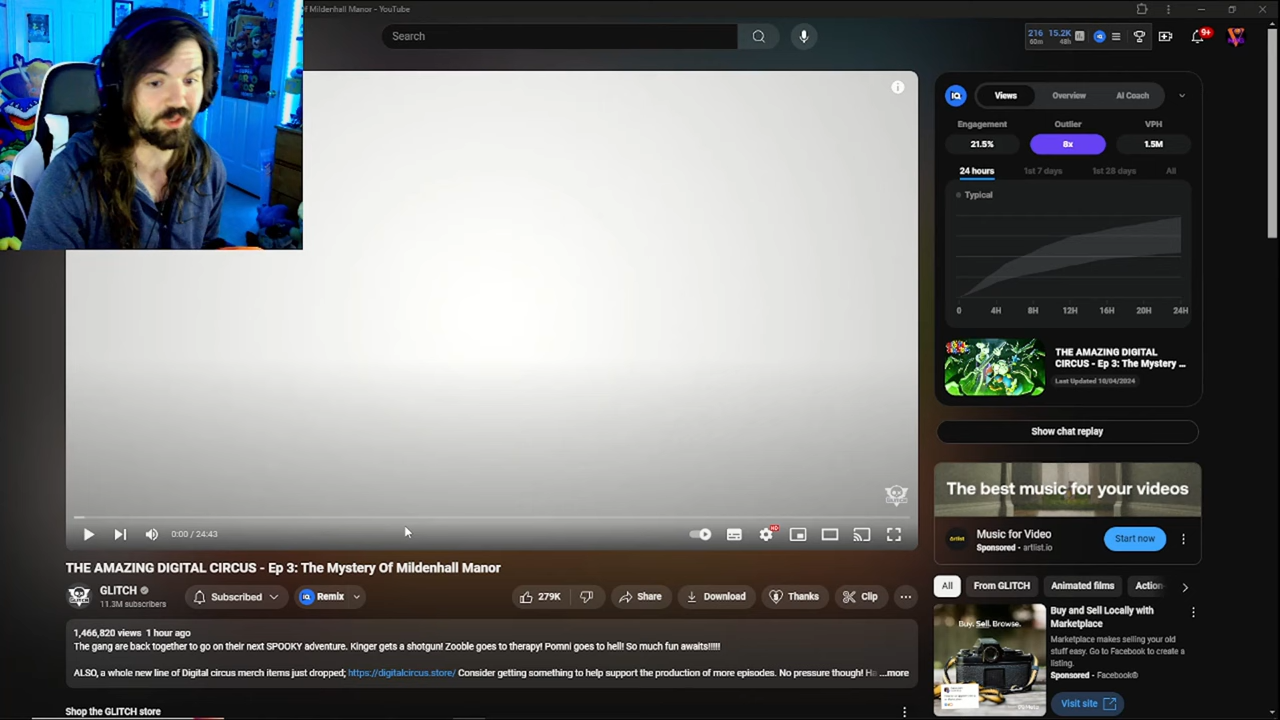 Of Mildenhall Manor - YouTube
Search
216 15.2K
60m 48h
9+
IQ Views Overview AI Coach
Engagement Outlier VPH
21.5% 8x 1.5M
24 hours 1st 7 days 1st 28 days All
Typical
0 4H 8H 12H 16H 20H 24H
THE AMAZING DIGITAL
CIRCUS - Ep 3: The Mystery ...
Last Updated 10/04/2024
Show chat replay
The best music for your videos
Artlist Music for Video
Sponsored · artlist.io
Start now
0:00 / 24:43
HD
THE AMAZING DIGITAL CIRCUS - Ep 3: The Mystery Of Mildenhall Manor
GLITCH
11.3M subscribers
Subscribed
IQ Remix
279K
Share
Download
Thanks
Clip
...
1,466,820 views 1 hour ago
The gang are back together to go on their next SPOOKY adventure. Kinger gets a shotgun! Zooble goes to therapy! Pomni goes to hell! So much fun awaits!!!!!
ALSO, a whole new line of Digital circus merch item just dropped; https://digitalcircus.store/ Consider getting something to help support the production of more episodes. No pressure though! Ha ...more
Shop the GLITCH store
All From GLITCH Animated films Action
Buy. Sell. Browse.
Buy and Sell Locally with
Marketplace
Marketplace makes selling your old
stuff easy. Go to Facebook to create a
listing.
Sponsored · Facebook®
Visit site